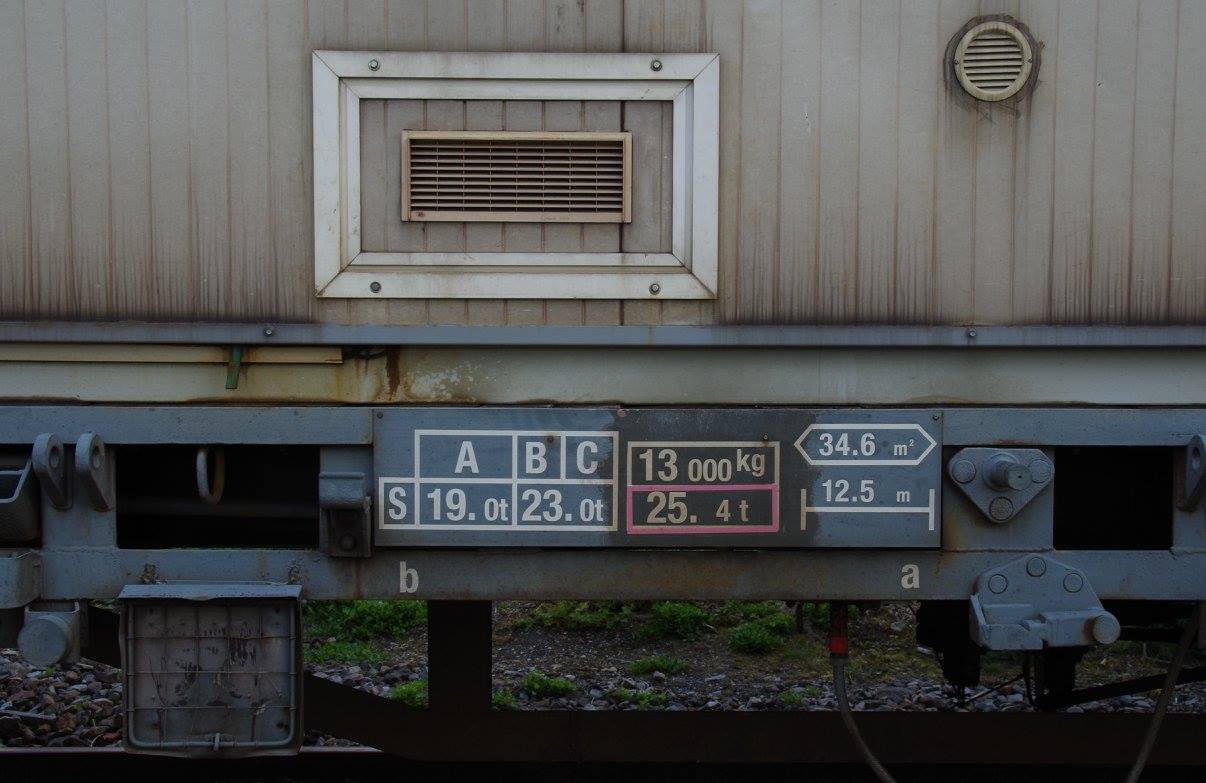 A B C
S 19.0t 23.0t
13 000 kg
25. 4 t
34.6 m²
12.5 m
b a